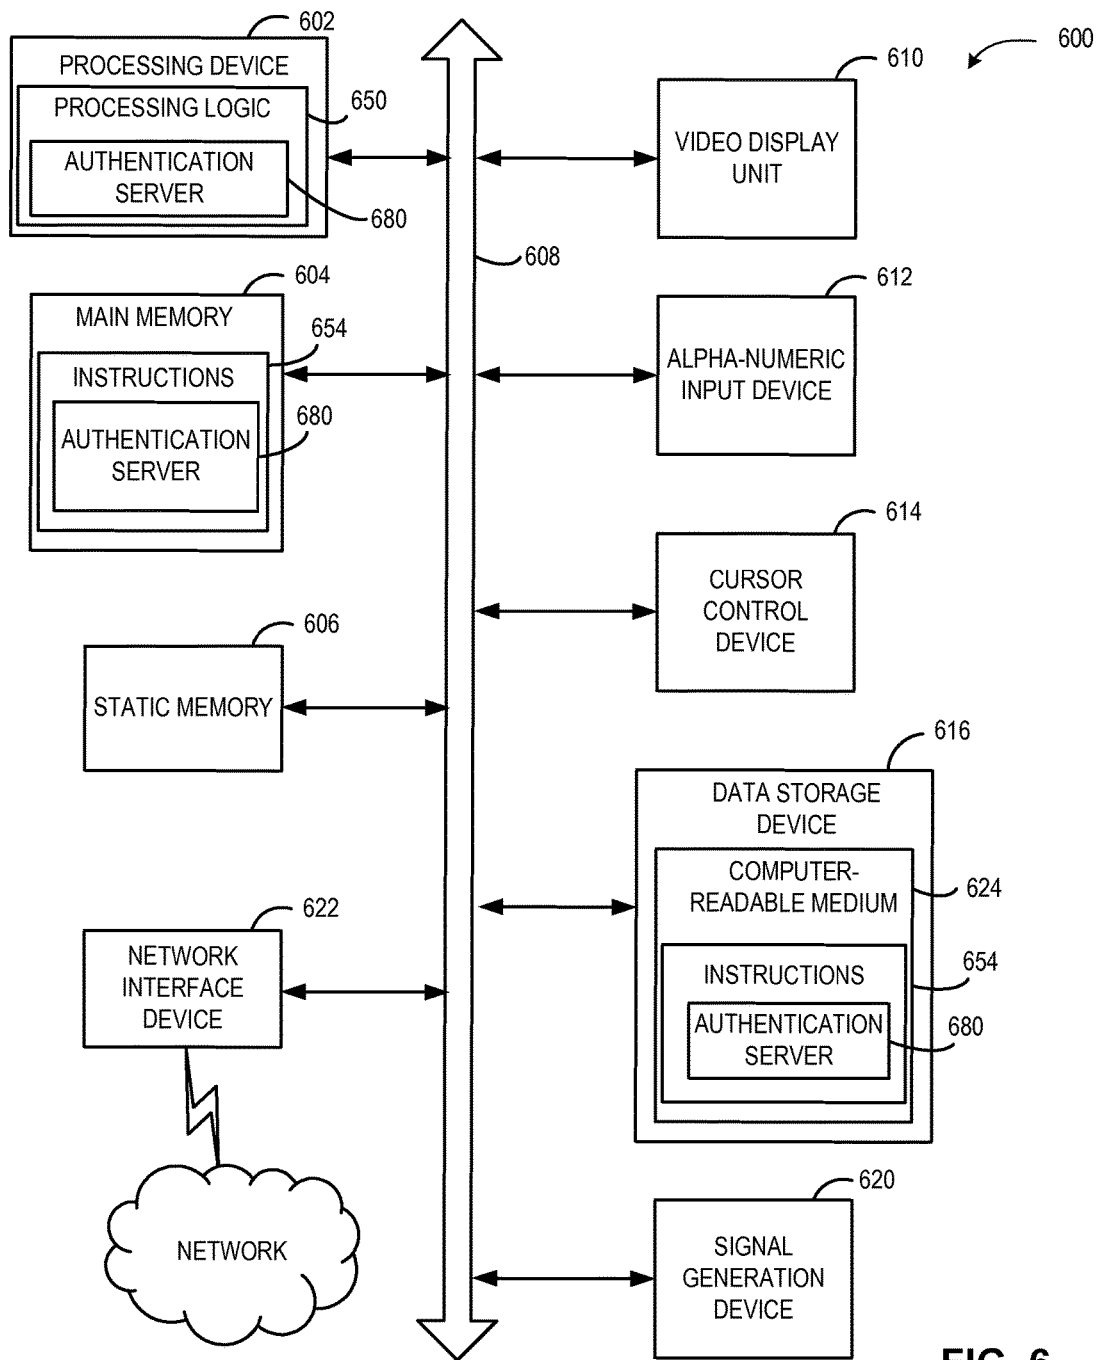 602
PROCESSING DEVICE
PROCESSING LOGIC
650
AUTHENTICATION
SERVER
680
600
610
VIDEO DISPLAY
UNIT
608
604
MAIN MEMORY
654
INSTRUCTIONS
680
AUTHENTICATION
SERVER
612
ALPHA-NUMERIC
INPUT DEVICE
614
CURSOR
CONTROL
DEVICE
606
STATIC MEMORY
616
DATA STORAGE
DEVICE
COMPUTER-
READABLE MEDIUM
624
INSTRUCTIONS
654
AUTHENTICATION
SERVER
680
622
NETWORK
INTERFACE
DEVICE
NETWORK
620
SIGNAL
GENERATION
DEVICE
FIG. 6